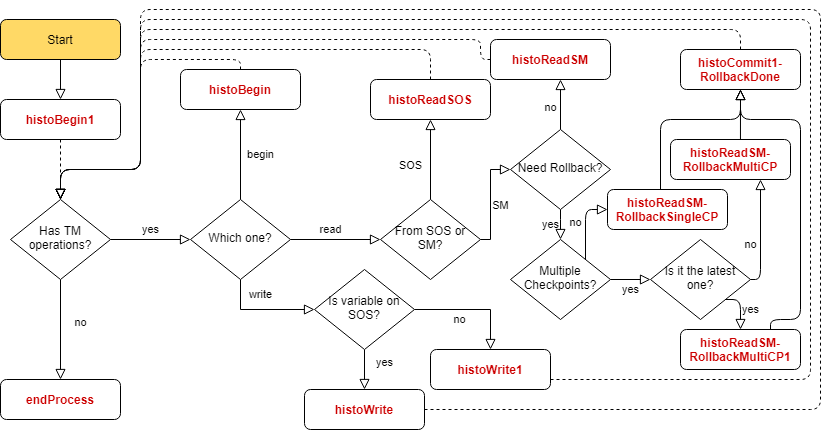 Start
histoBegin1
Has TM
operations?
yes
no
endProcess
histoBegin
begin
Which one?
read
write
histoReadSOS
SOS
From SOS or
SM?
SM
Is variable on
SOS?
no
yes
histoWrite1
histoWrite
histoReadSM
no
Need Rollback?
yes
no
Multiple
Checkpoints?
yes
histoReadSM-
RollbackSingleCP
Is it the latest
one?
no
yes
histoReadSM-
RollbackMultiCP
histoReadSM-
RollbackMultiCP1
histoCommit1-
RollbackDone